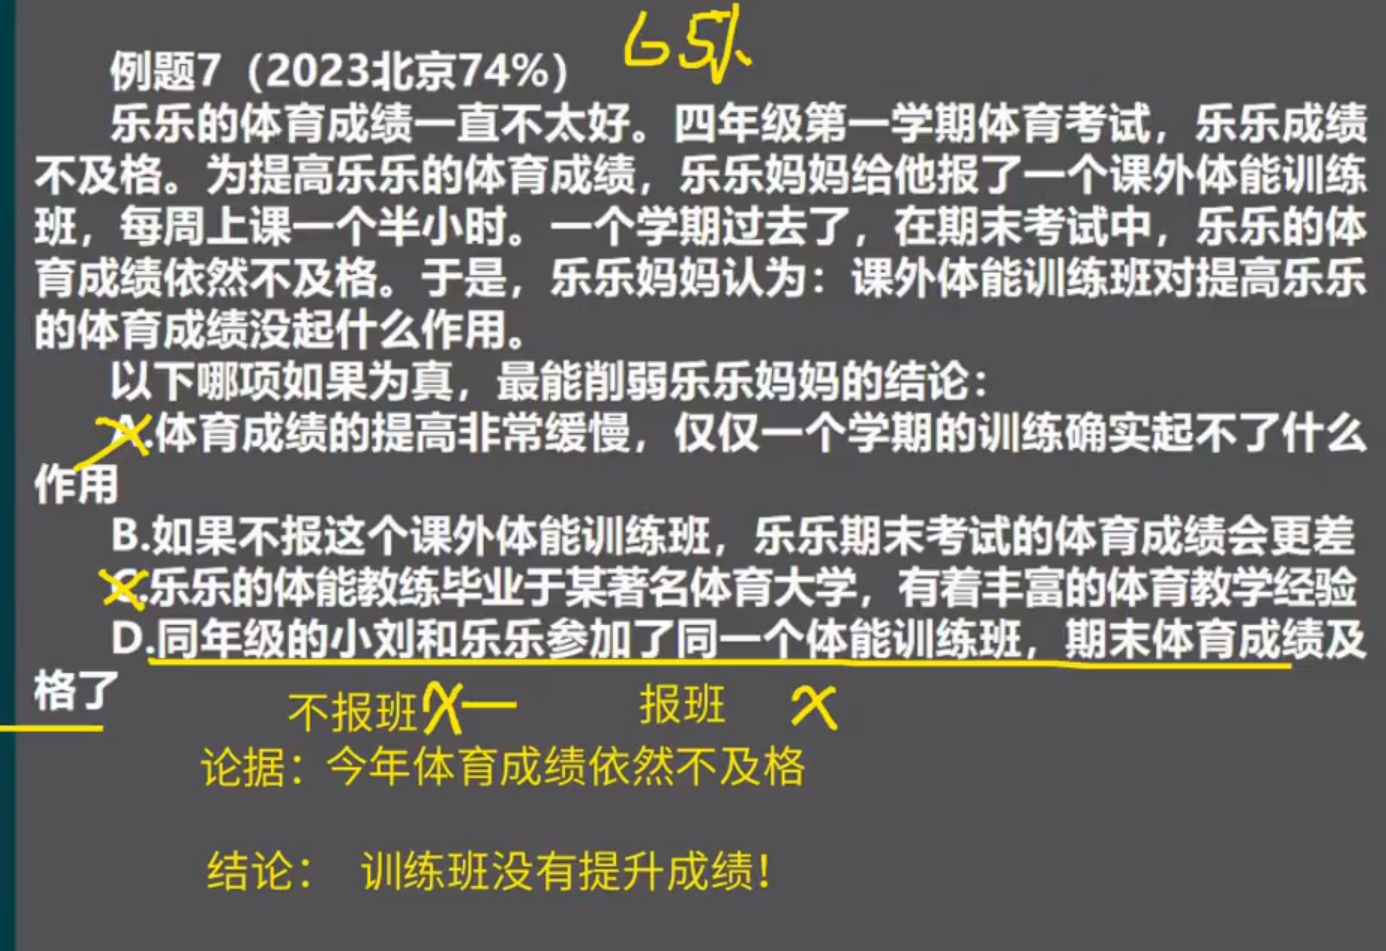 65%
例题7（2023北京74%）
乐乐的体育成绩一直不太好。四年级第一学期体育考试，乐乐成绩
不及格。为提高乐乐的体育成绩，乐乐妈妈给他报了一个课外体能训练
班，每周上课一个半小时。一个学期过去了，在期末考试中，乐乐的体
育成绩依然不及格。于是，乐乐妈妈认为：课外体能训练班对提高乐乐
的体育成绩没起什么作用。
以下哪项如果为真，最能削弱乐乐妈妈的结论：
A.体育成绩的提高非常缓慢，仅仅一个学期的训练确实起不了什么
作用
B.如果不报这个课外体能训练班，乐乐期末考试的体育成绩会更差
C.乐乐的体能教练毕业于某著名体育大学，有着丰富的体育教学经验
D.同年级的小刘和乐乐参加了同一个体能训练班，期末体育成绩及
格了
不报班 X— 报班 X
论据：今年体育成绩依然不及格
结论： 训练班没有提升成绩！